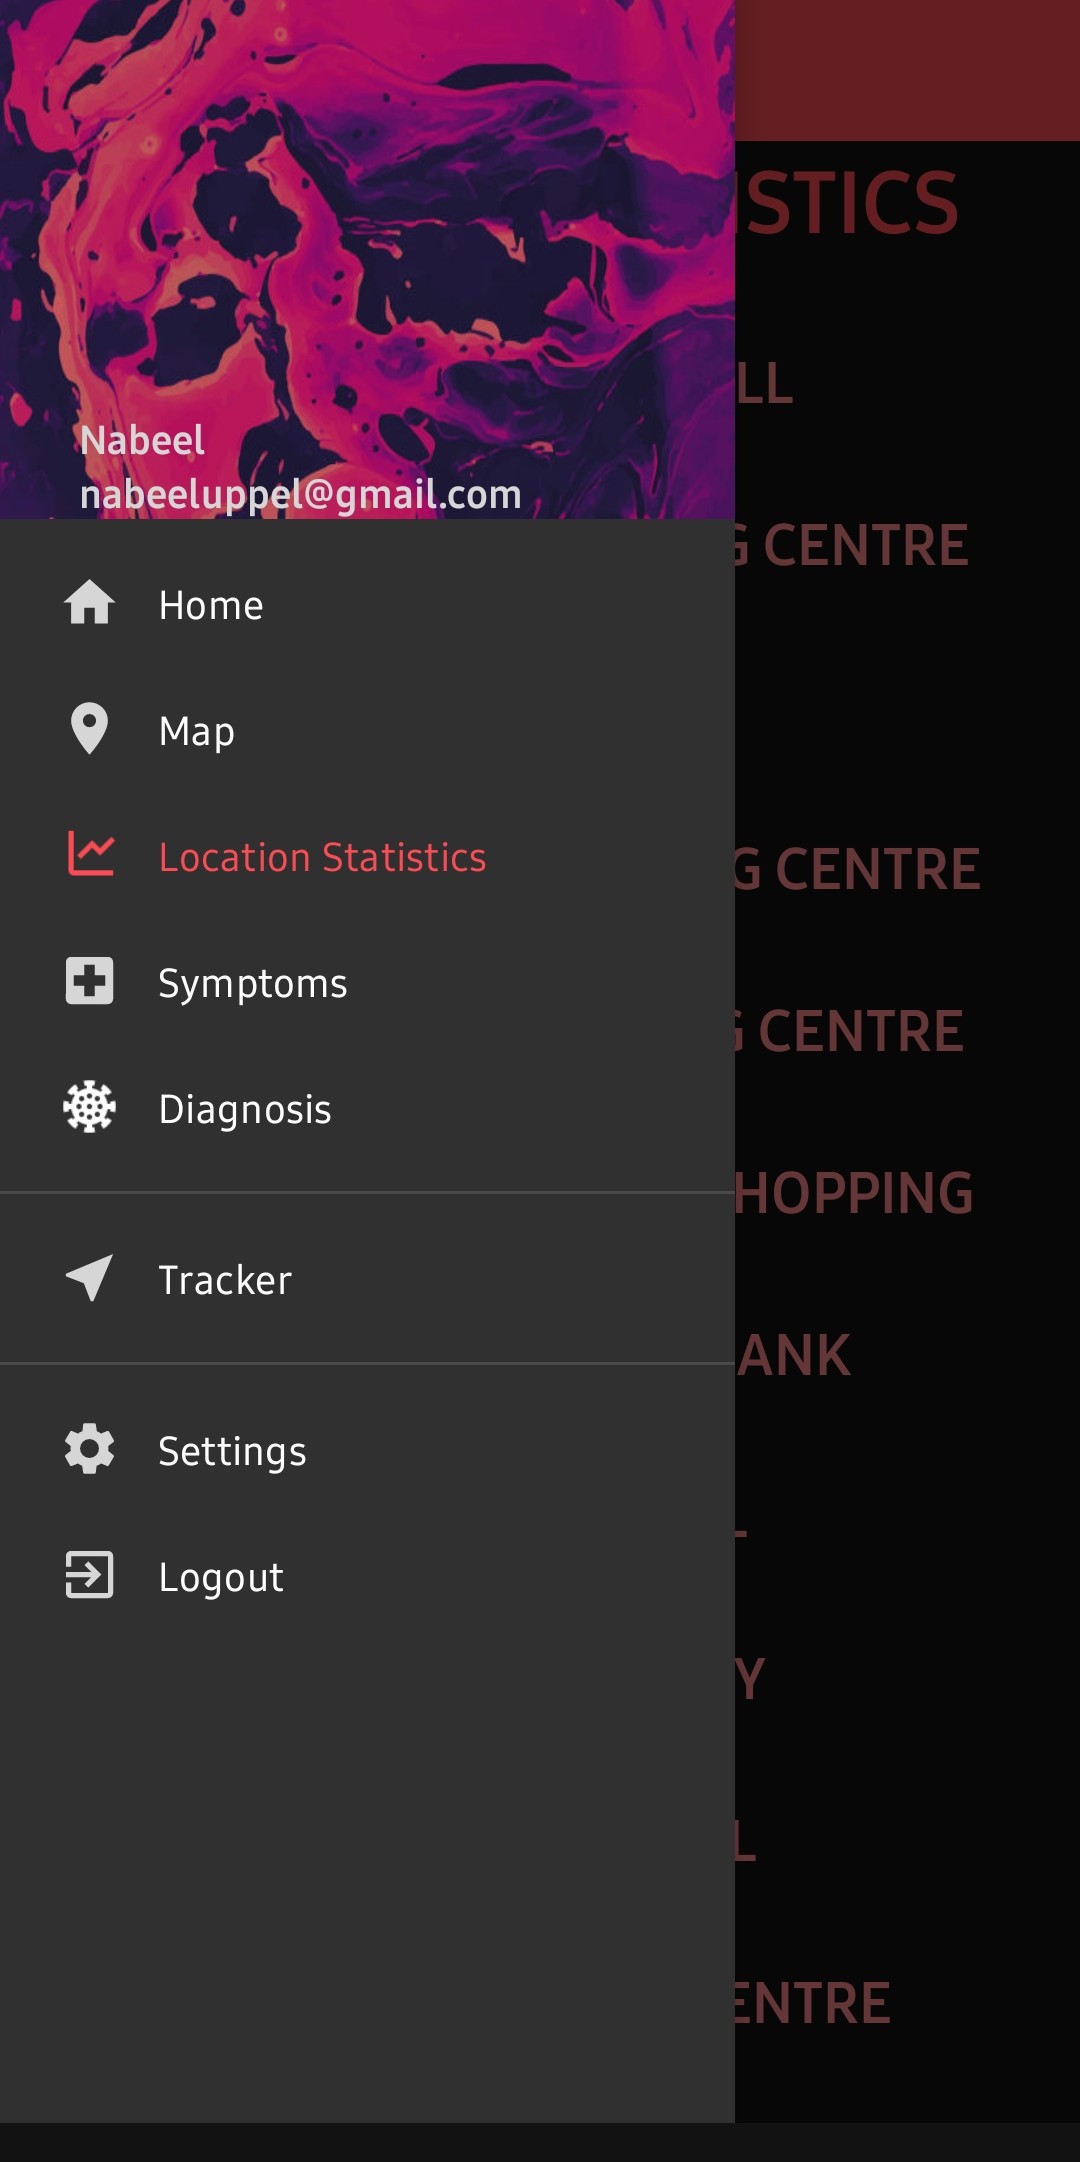 Nabeel
nabeeluppel@gmail.com
Home
Map
Location Statistics
Symptoms
Diagnosis
Tracker
Settings
Logout
ISTICS
LL
G CENTRE
G CENTRE
G CENTRE
HOPPING
ANK
Y
L
ENTRE